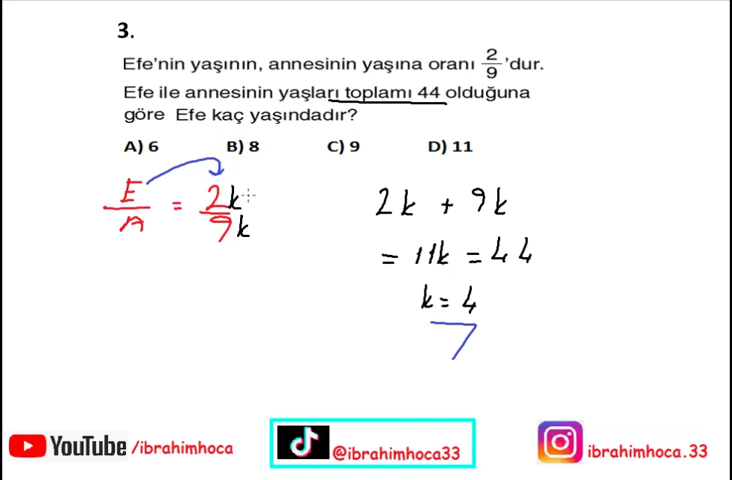 3.
Efe'nin yaşının, annesinin yaşına oranı 2/9 'dur.
Efe ile annesinin yaşları toplamı 44 olduğuna
göre Efe kaç yaşındadır?
A) 6 B) 8 C) 9 D) 11
E/A = 2k/9k
2k + 9k
= 11k = 44
k = 4
YouTube /ibrahimhoca
@ibrahimhoca33
ibrahimhoca.33